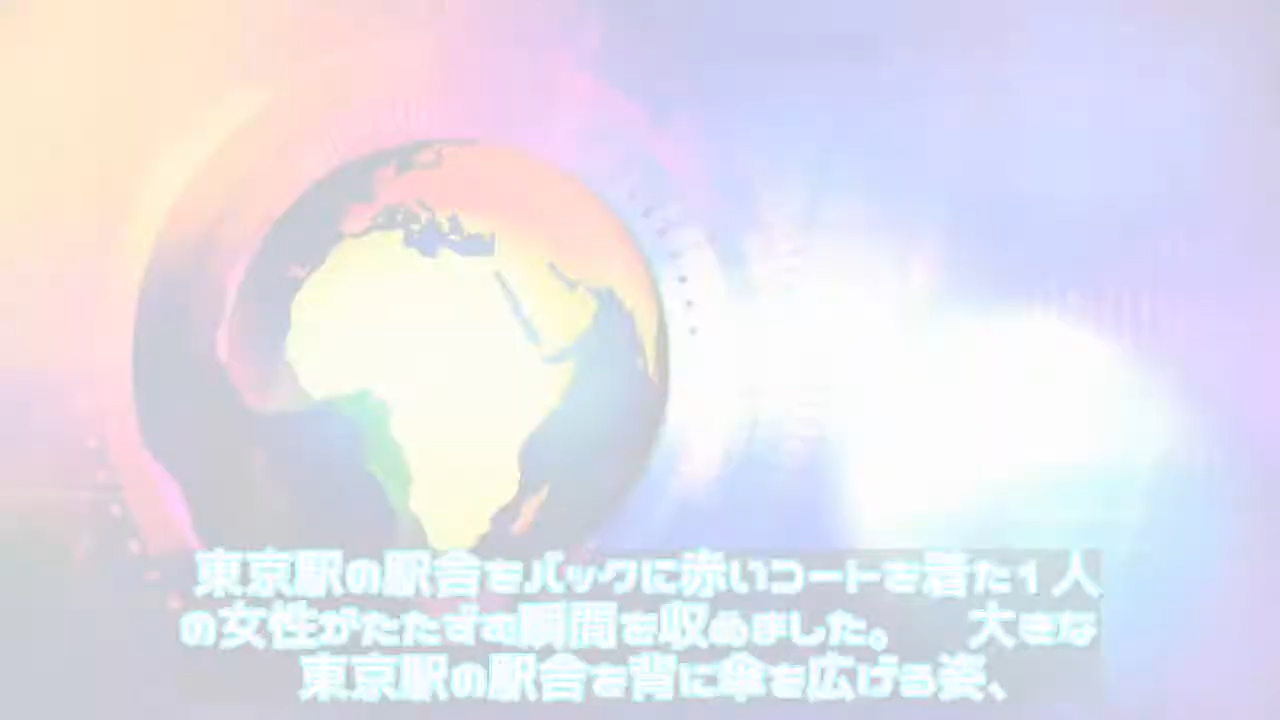 東京駅の駅舎をバックに赤いコートを着た1人
の女性がたたずむ瞬間を収めました。　大きな
東京駅の駅舎を背に傘を広げる姿、